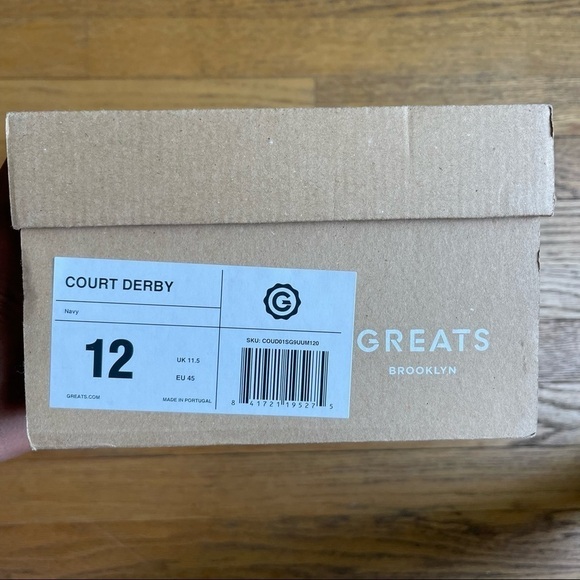 COURT DERBY
Navy
12
UK 11.5
EU 45
GREATS.COM
MADE IN PORTUGAL
G
SKU: COUD01SG9UUM120
8 41721 19527 5
GREATS
BROOKLYN